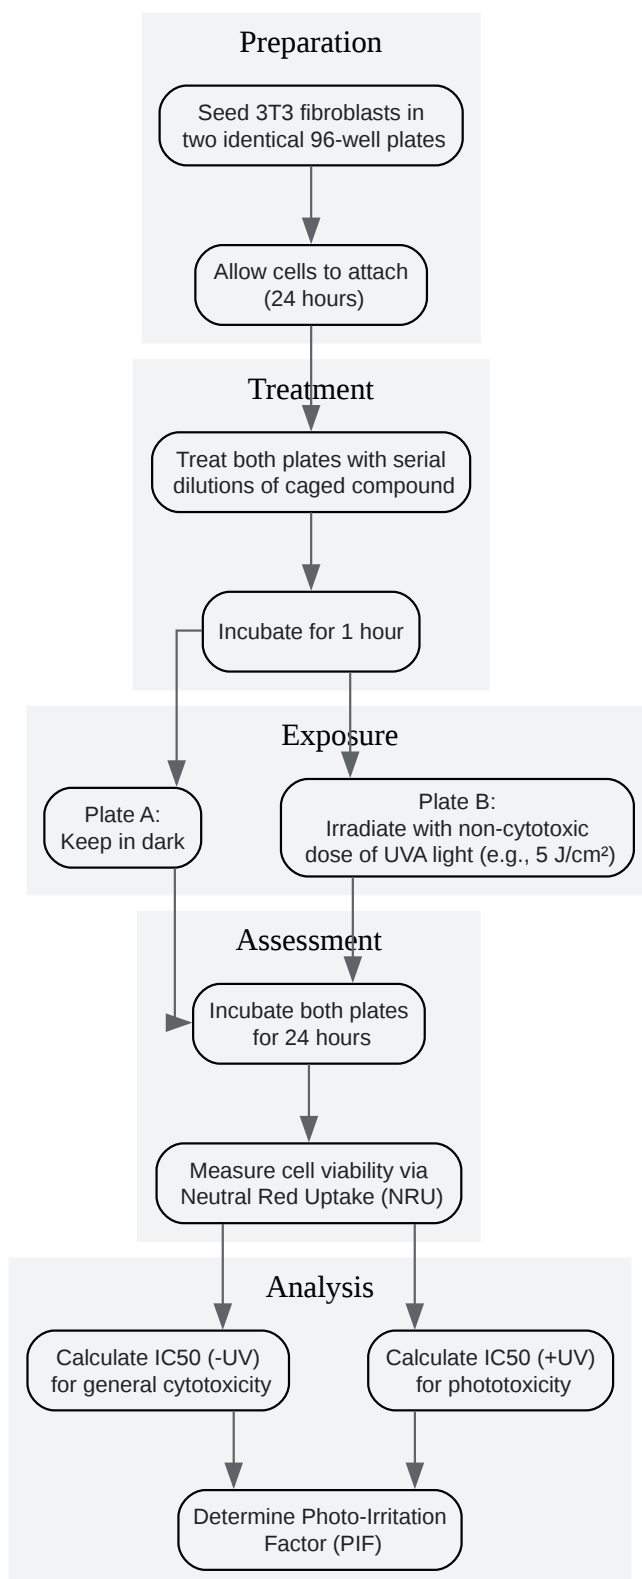 Preparation
Seed 3T3 fibroblasts in
two identical 96-well plates
Allow cells to attach
(24 hours)
Treatment
Treat both plates with serial
dilutions of caged compound
Incubate for 1 hour
Exposure
Plate A:
Keep in dark
Plate B:
Irradiate with non-cytotoxic
dose of UVA light (e.g., 5 J/cm²)
Assessment
Incubate both plates
for 24 hours
Measure cell viability via
Neutral Red Uptake (NRU)
Analysis
Calculate IC50 (-UV)
for general cytotoxicity
Calculate IC50 (+UV)
for phototoxicity
Determine Photo-Irritation
Factor (PIF)